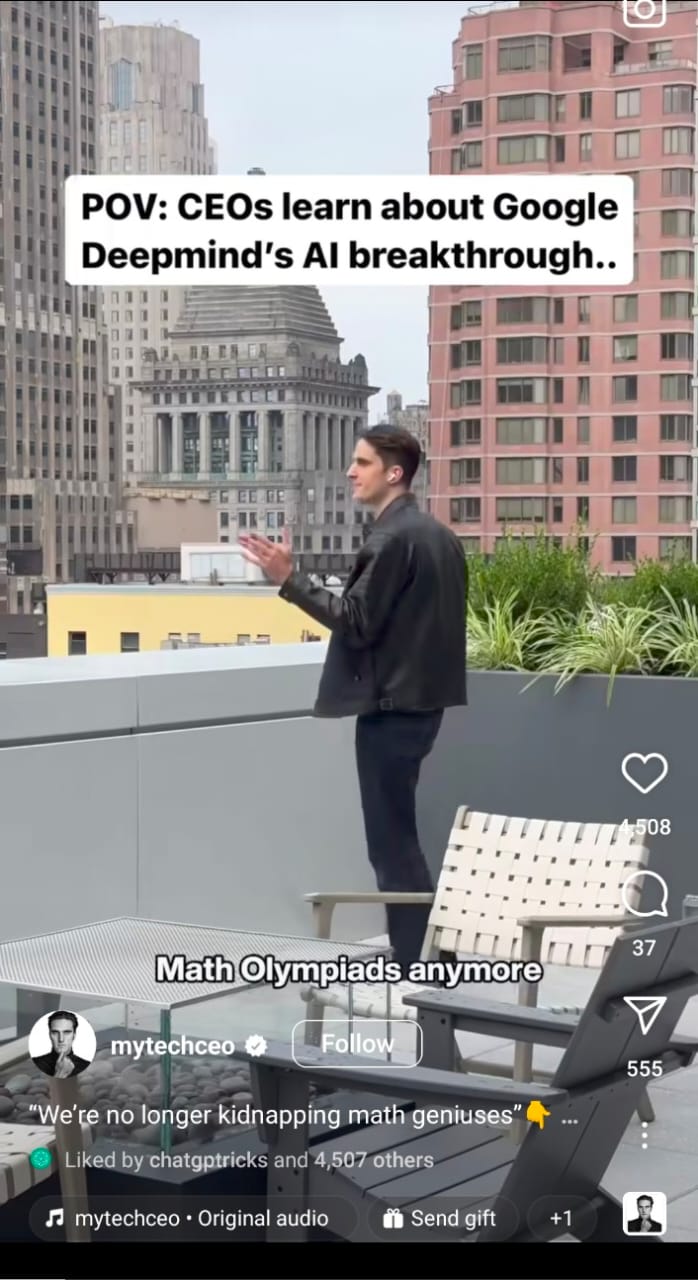 POV: CEOs learn about Google
Deepmind's AI breakthrough..
4,508
37
Math Olympiads anymore
mytechceo
Follow
555
“We're no longer kidnapping math geniuses”👇 ...
Liked by chatgptricks and 4,507 others
mytechceo • Original audio
Send gift
+1